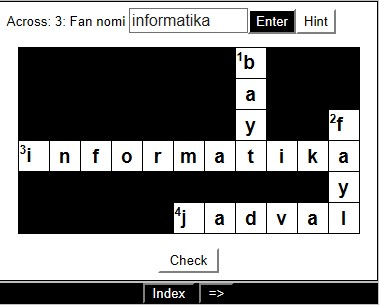 Across: 3: Fan nomi informatika Enter Hint
1b
a
y 2f
3i n f o r m a t i k a
y
4j a d v a l
Check
Index =>